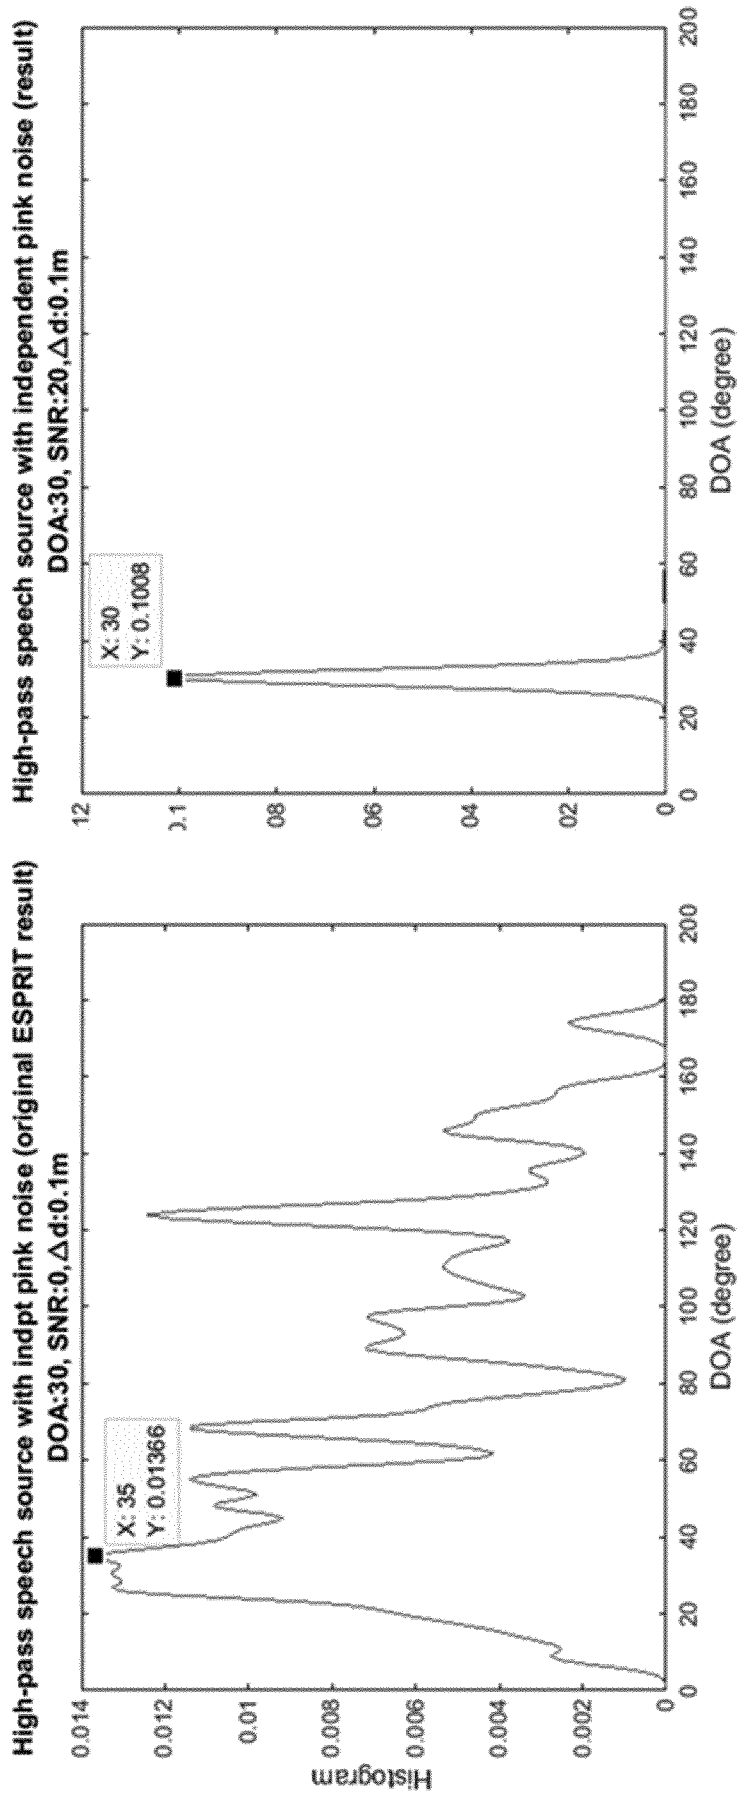 High-pass speech source with indpt pink noise (original ESPRIT result)
DOA:30, SNR:0,Δd:0.1m
X: 35
Y: 0.01366
0.014
0.012
0.01
0.008
0.006
0.004
0.002
0
Histogram
0 20 40 60 80 100 120 140 160 180 200
DOA (degree)
High-pass speech source with independent pink noise (result)
DOA:30, SNR:20,Δd:0.1m
X: 30
Y: 0.1008
.12
0.1
08
06
04
02
0
0 20 40 60 80 100 120 140 160 180 200
DOA (degree)